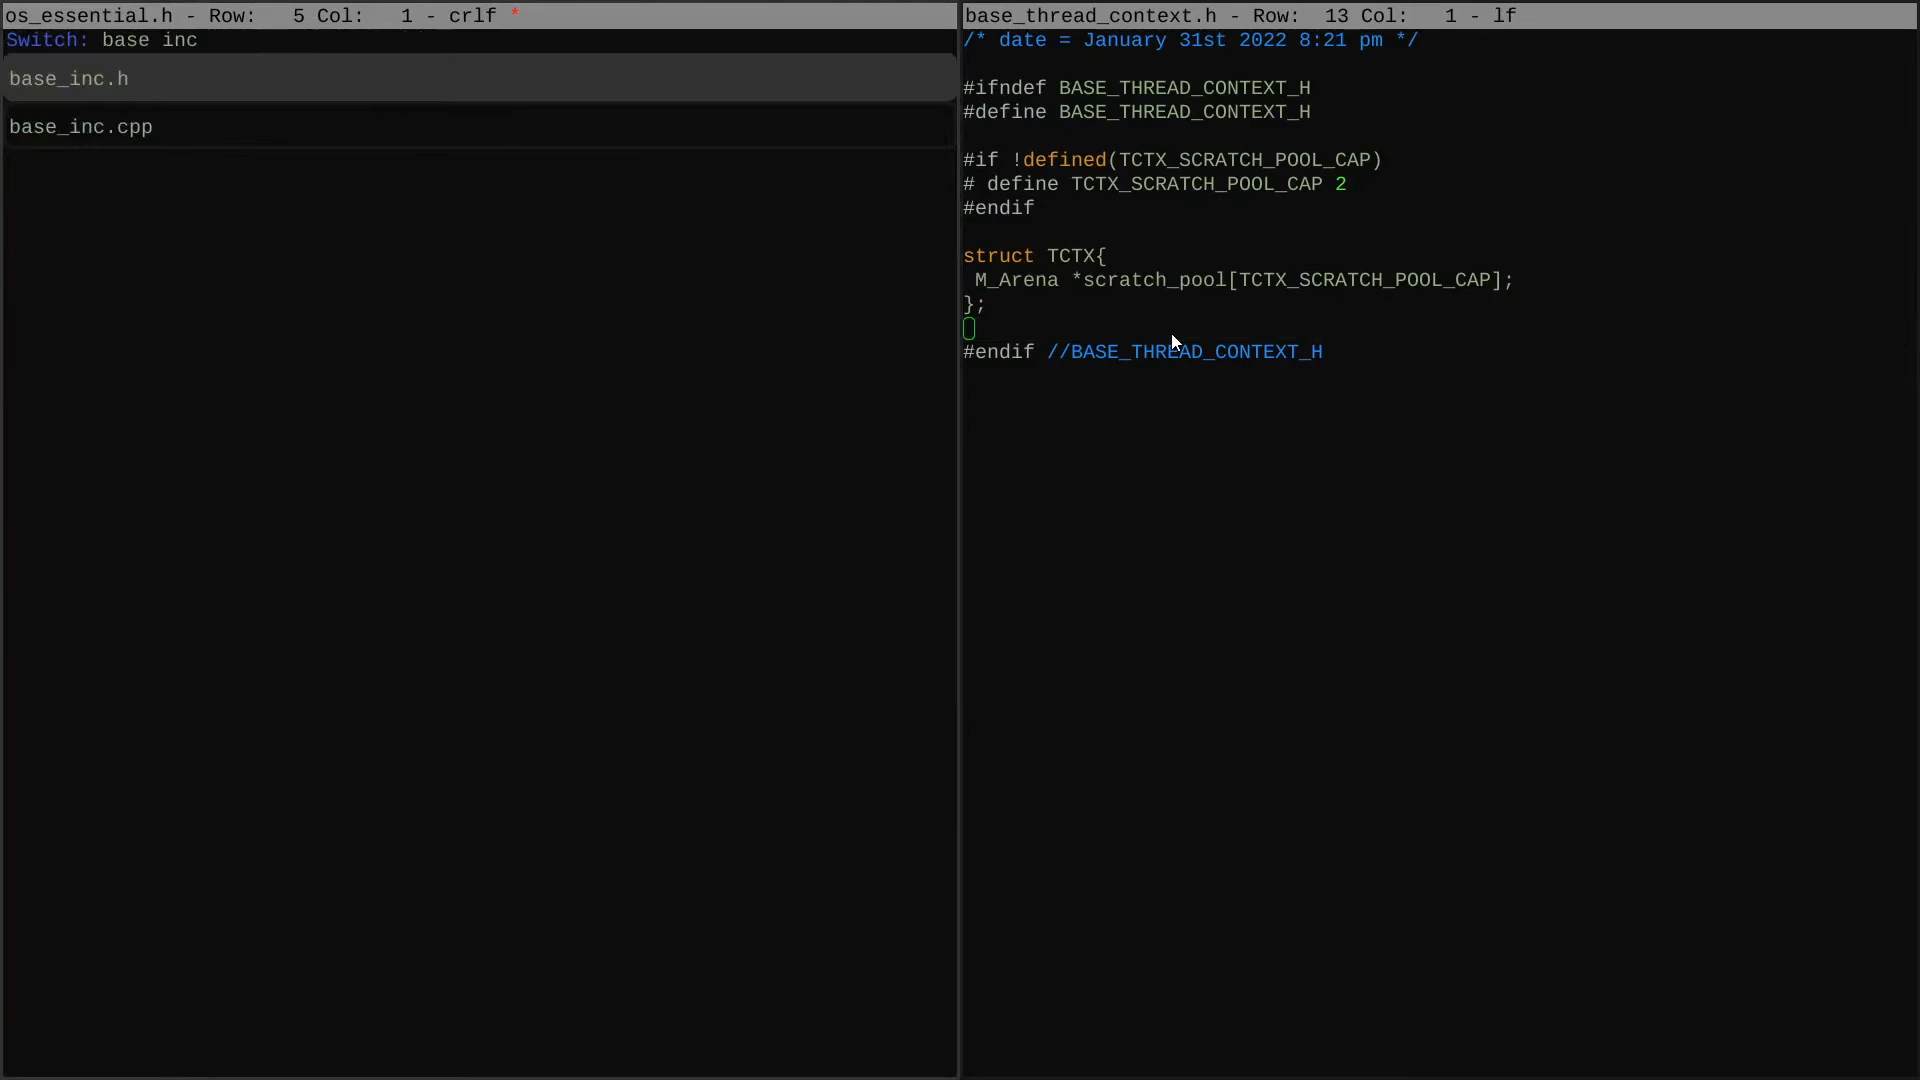 os_essential.h - Row:   5 Col:   1 - crlf *
Switch: base inc
base_inc.h
base_inc.cpp
base_thread_context.h - Row:  13 Col:   1 - lf
/* date = January 31st 2022 8:21 pm */
#ifndef BASE_THREAD_CONTEXT_H
#define BASE_THREAD_CONTEXT_H
#if !defined(TCTX_SCRATCH_POOL_CAP)
# define TCTX_SCRATCH_POOL_CAP 2
#endif
struct TCTX{
 M_Arena *scratch_pool[TCTX_SCRATCH_POOL_CAP];
};
#endif //BASE_THREAD_CONTEXT_H